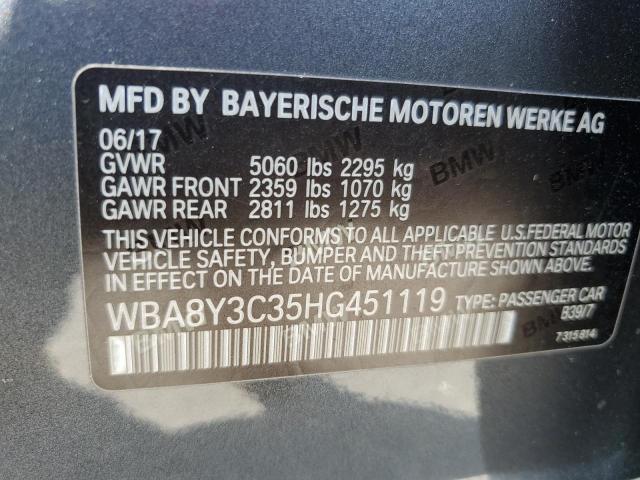 MFD BY BAYERISCHE MOTOREN WERKE AG
06/17
GVWR 5060 lbs 2295 kg
GAWR FRONT 2359 lbs 1070 kg
GAWR REAR 2811 lbs 1275 kg
THIS VEHICLE CONFORMS TO ALL APPLICABLE U.S.FEDERAL MOTOR
VEHICLE SAFETY, BUMPER AND THEFT PREVENTION STANDARDS
IN EFFECT ON THE DATE OF MANUFACTURE SHOWN ABOVE.
WBA8Y3C35HG451119 TYPE: PASSENGER CAR
B39/7
7315814
BMW
BMW